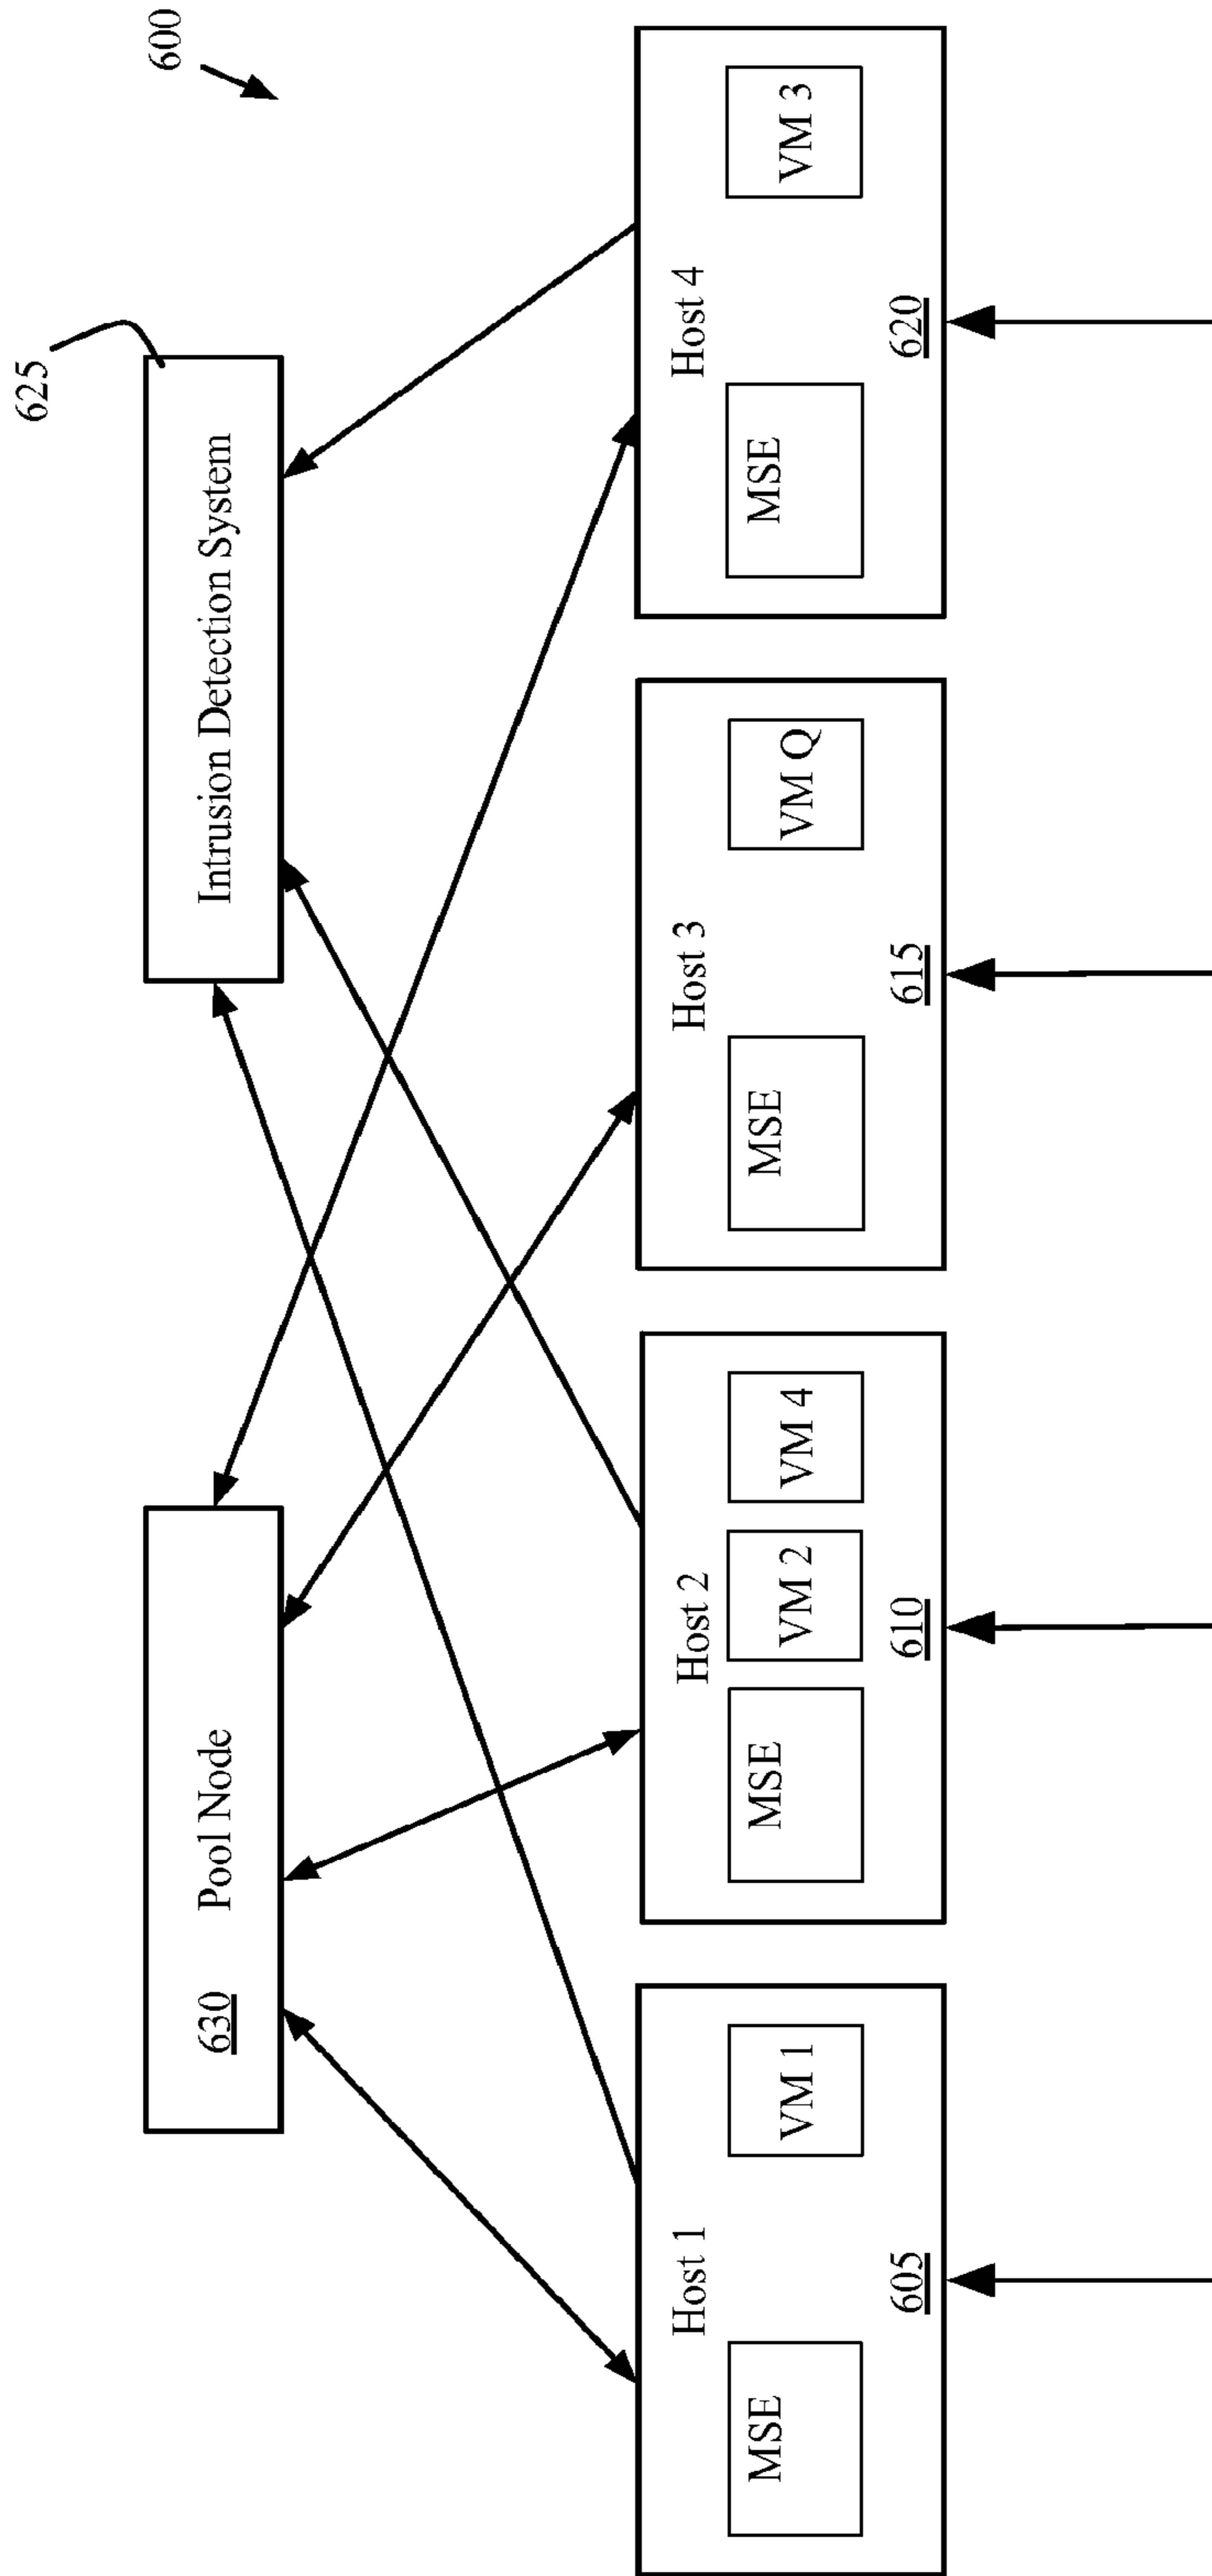 600
625
630 Pool Node
Intrusion Detection System
Host 1
MSE
VM 1
605
Host 2
MSE
VM 2
VM 4
610
Host 3
MSE
VM Q
615
Host 4
MSE
VM 3
620